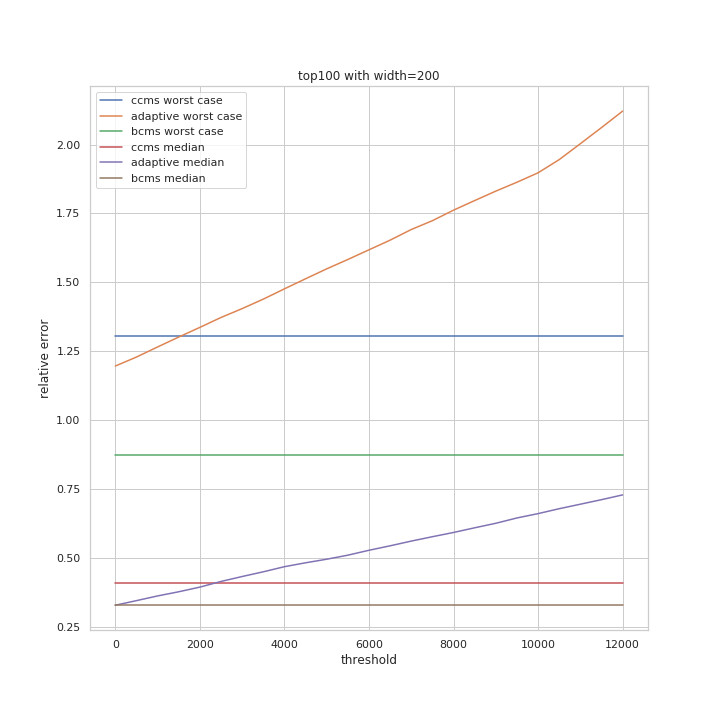 top100 with width=200
ccms worst case
adaptive worst case
bcms worst case
ccms median
adaptive median
bcms median
2.00
1.75
1.50
1.25
1.00
0.75
0.50
0.25
relative error
0 2000 4000 6000 8000 10000 12000
threshold